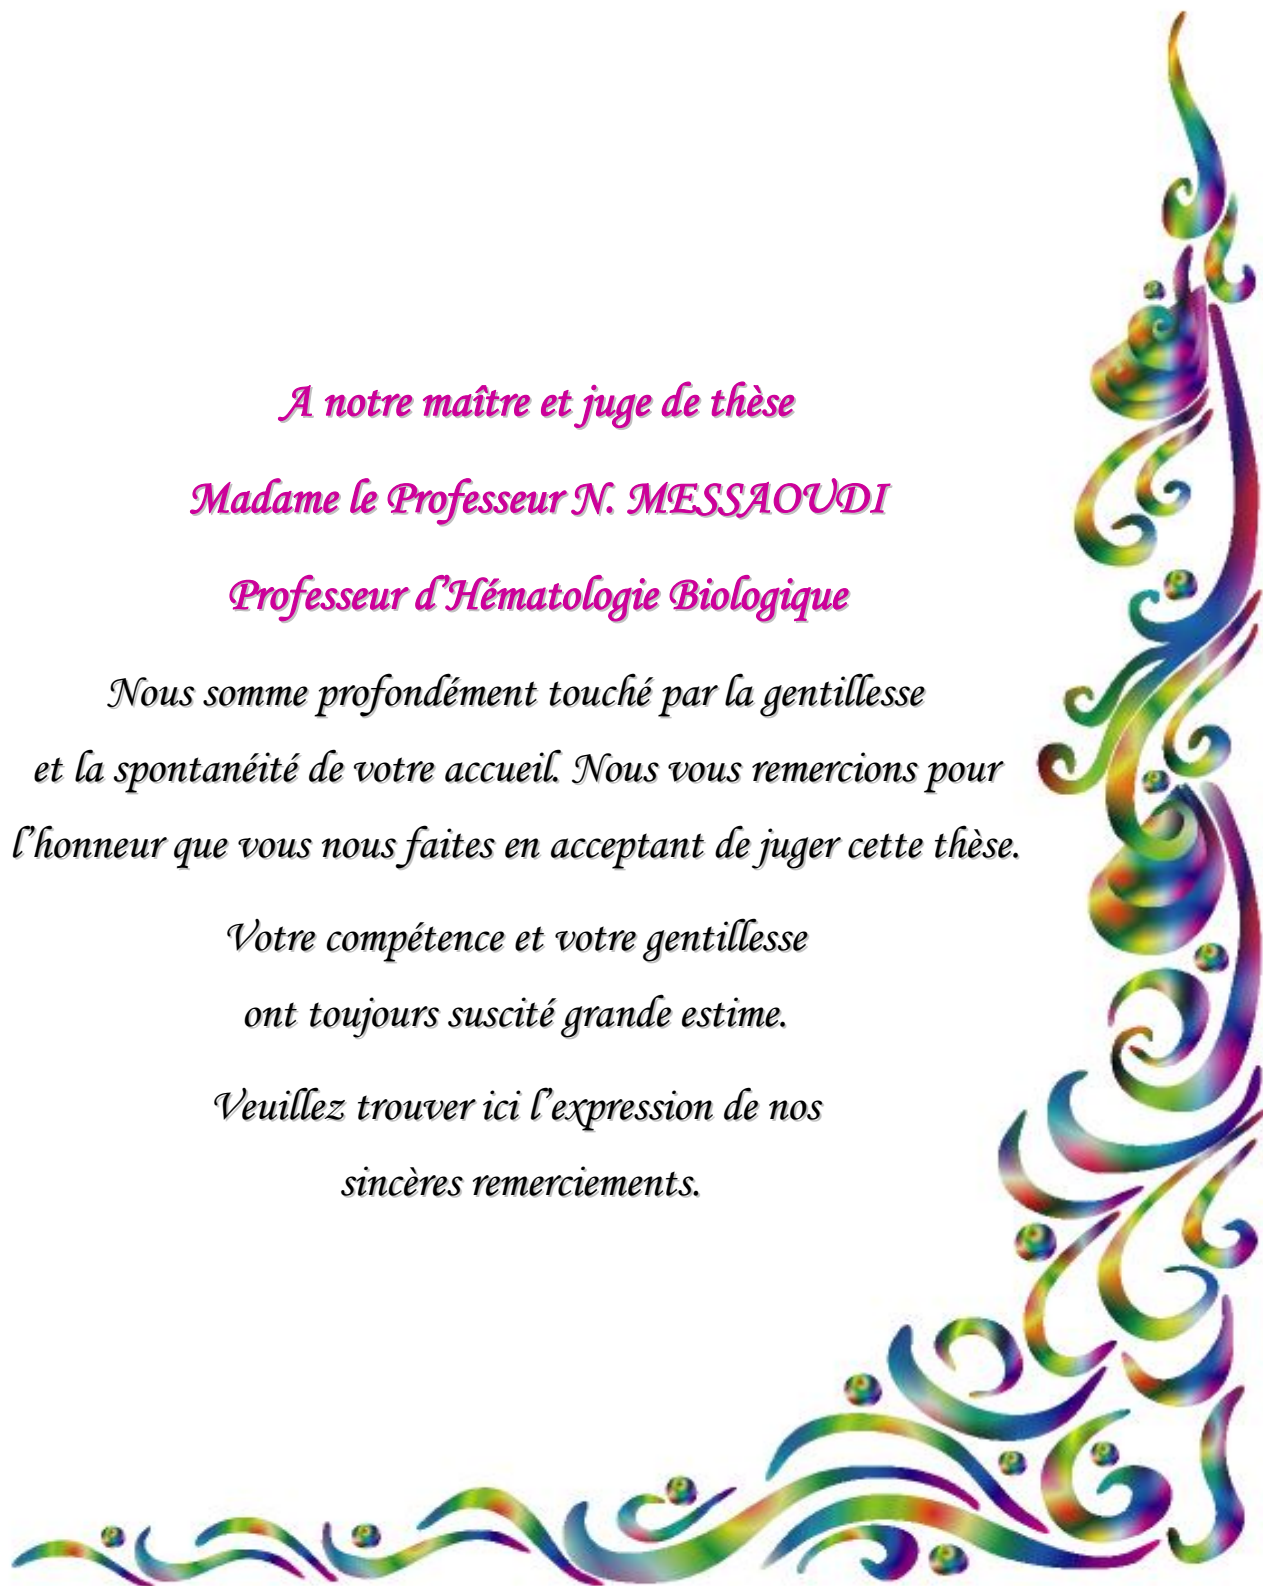 A notre maître et juge de thèse
Madame le Professeur N. MESSAOUDI
Professeur d'Hématologie Biologique
Nous somme profondément touché par la gentillesse
et la spontanéité de votre accueil. Nous vous remercions pour
l'honneur que vous nous faites en acceptant de juger cette thèse.
Votre compétence et votre gentillesse
ont toujours suscité grande estime.
Veuillez trouver ici l'expression de nos
sincères remerciements.